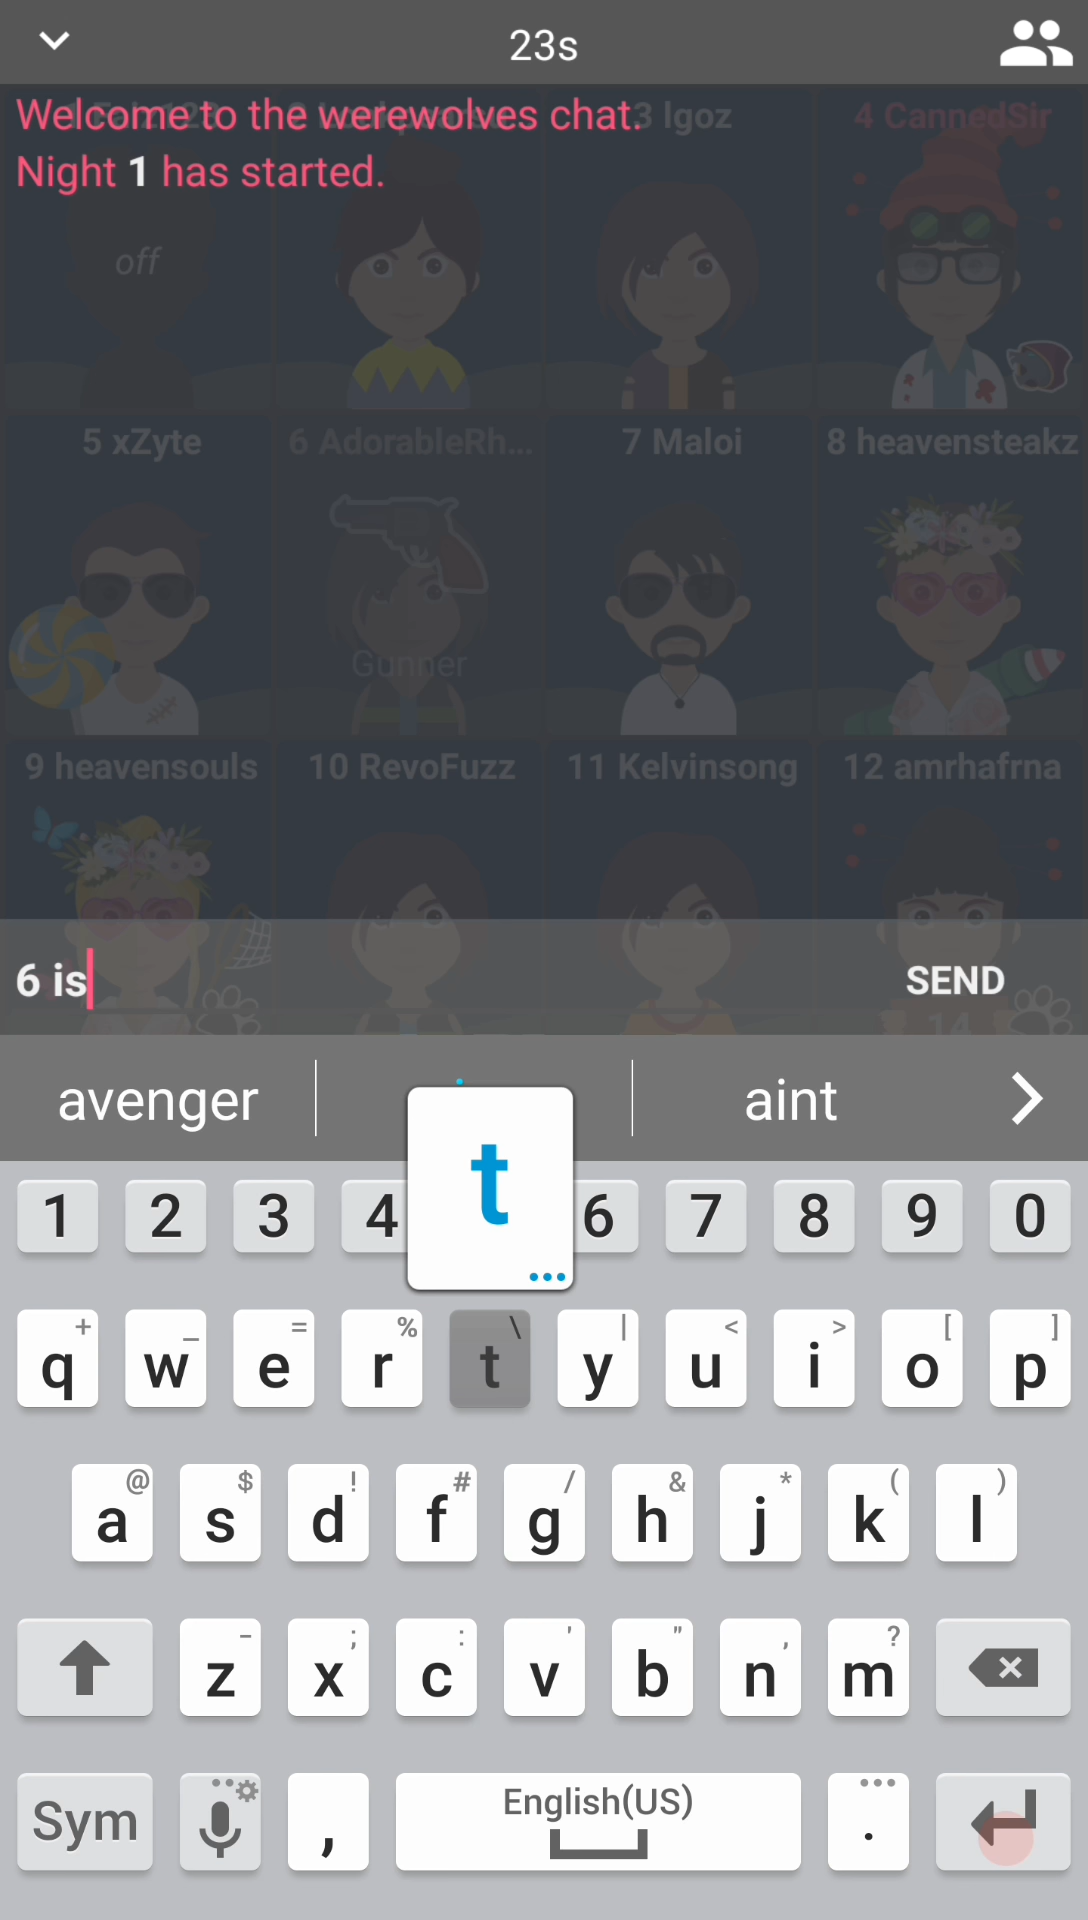 23s
Welcome to the werewolves chat.
Night 1 has started.
3 Igoz
4 CannedSir
off
5 xZyte
6 AdorableRh...
7 Maloi
8 heavensteakz
Gunner
9 heavensouls
10 RevoFuzz
11 Kelvinsong
12 amrhafrna
6 is
SEND
14
avenger
aint
t
...
1 2 3 4 6 7 8 9 0
+ _ = % \ | < > [ ]
q w e r t y u i o p
@ $ ! # / & * ( )
a s d f g h j k l
- ; : ' " , ?
z x c v b n m
Sym , English(US) .